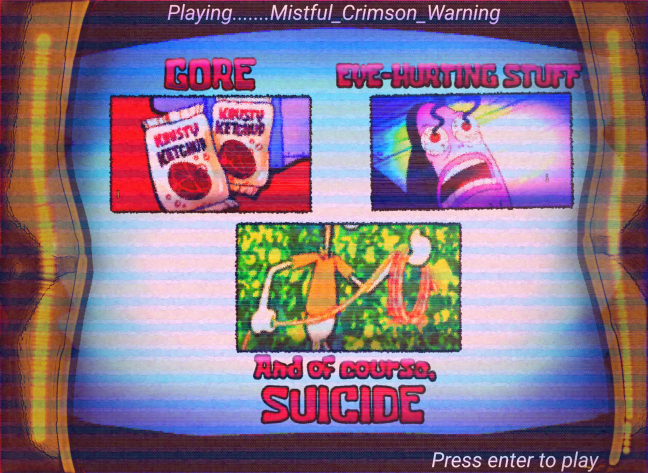 Playing.......Mistful_Crimson_Warning
GORE
EYE-HURTING STUFF
KRUSTY
KETCHUP
KRUSTY
KETCHUP
And of course,
SUICIDE
Press enter to play